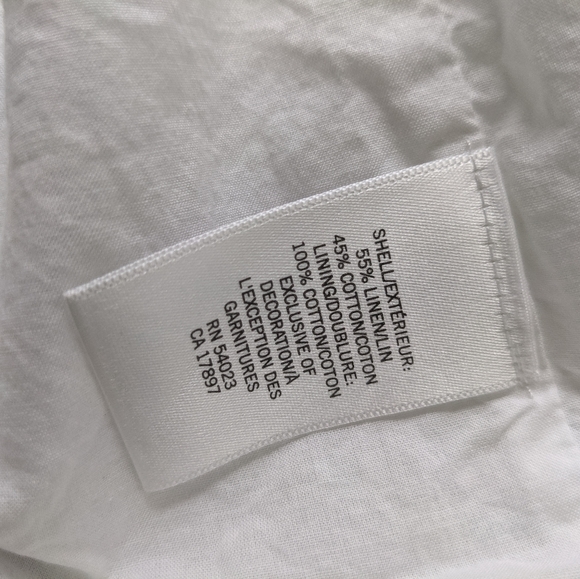 SHELL/EXTÉRIEUR:
55% LINEN/LIN
45% COTTON/COTON
LINING/DOUBLURE:
100% COTTON/COTON
EXCLUSIVE OF
DECORATION/À
L'EXCEPTION DES
GARNITURES
RN 54023
CA 17897